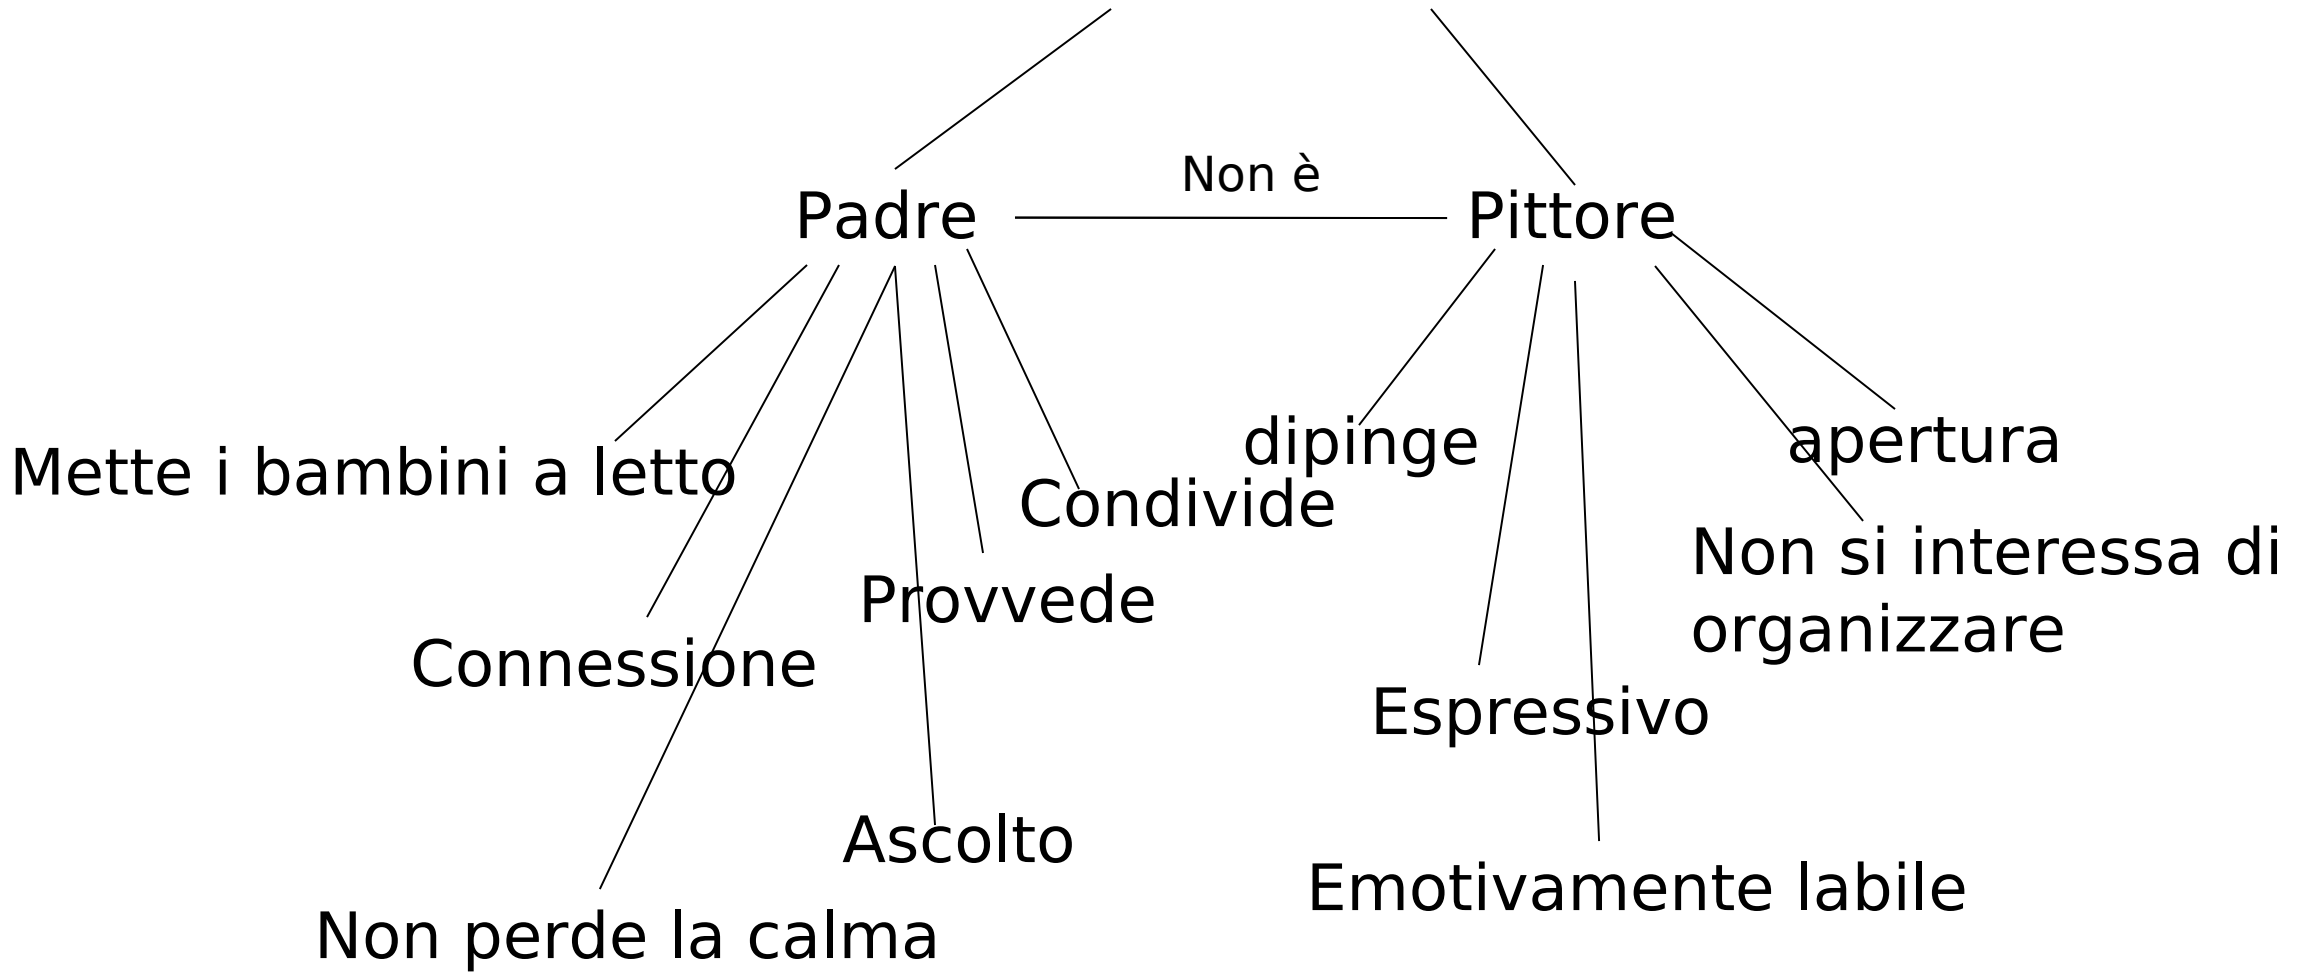 Non è
Padre
Pittore
dipinge
apertura
Mette i bambini a letto
Condivide
Non si interessa di
organizzare
Provvede
Connessione
Espressivo
Ascolto
Emotivamente labile
Non perde la calma